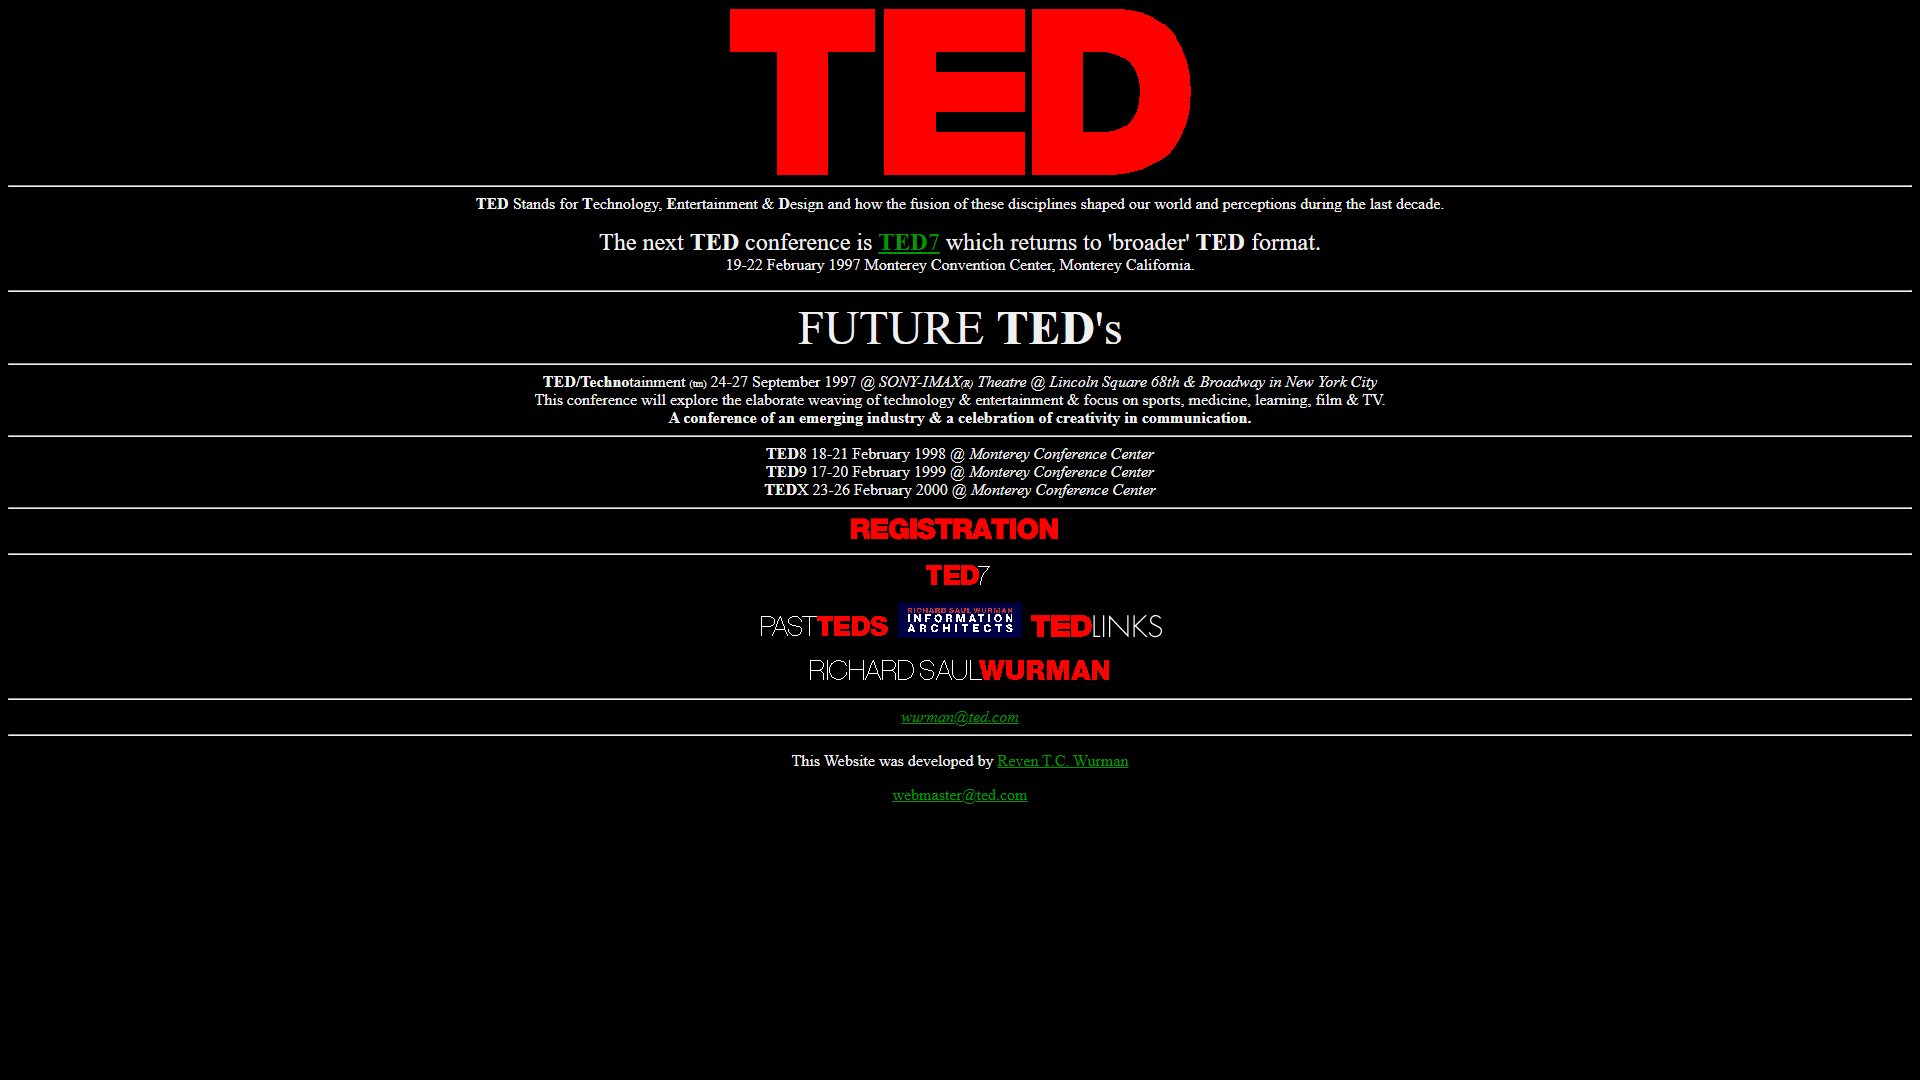 TED
TED Stands for Technology, Entertainment & Design and how the fusion of these disciplines shaped our world and perceptions during the last decade.
The next TED conference is TED7 which returns to 'broader' TED format.
19-22 February 1997 Monterey Convention Center, Monterey California.
FUTURE TED's
TED/Technotainment (tm) 24-27 September 1997 @ SONY-IMAX(R) Theatre @ Lincoln Square 68th & Broadway in New York City
This conference will explore the elaborate weaving of technology & entertainment & focus on sports, medicine, learning, film & TV.
A conference of an emerging industry & a celebration of creativity in communication.
TED8 18-21 February 1998 @ Monterey Conference Center
TED9 17-20 February 1999 @ Monterey Conference Center
TEDX 23-26 February 2000 @ Monterey Conference Center
REGISTRATION
TED7
PASTTEDS
RICHARD SAUL WURMAN
INFORMATION
ARCHITECTS
TEDLINKS
RICHARD SAULWURMAN
wurman@ted.com
This Website was developed by Reven T.C. Wurman
webmaster@ted.com